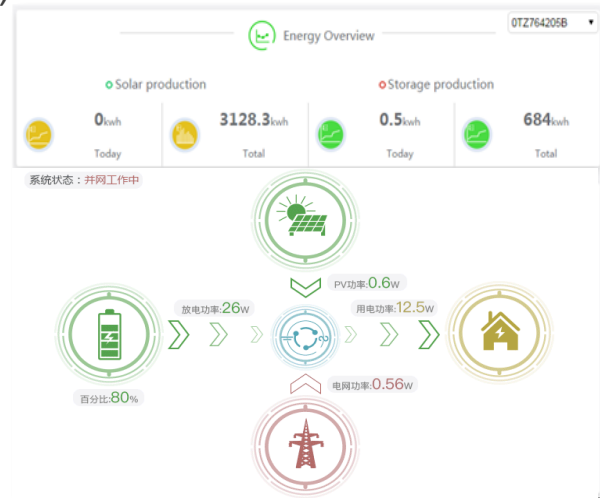 )
0TZ764205B
Energy Overview
Solar production
Storage production
0kwh
3128.3kwh
0.5kwh
684kwh
Today
Total
Today
Total
系统状态：并网工作中
PV功率:0.6W
放电功率:26W
用电功率:12.5W
电网功率:0.56W
百分比:80%